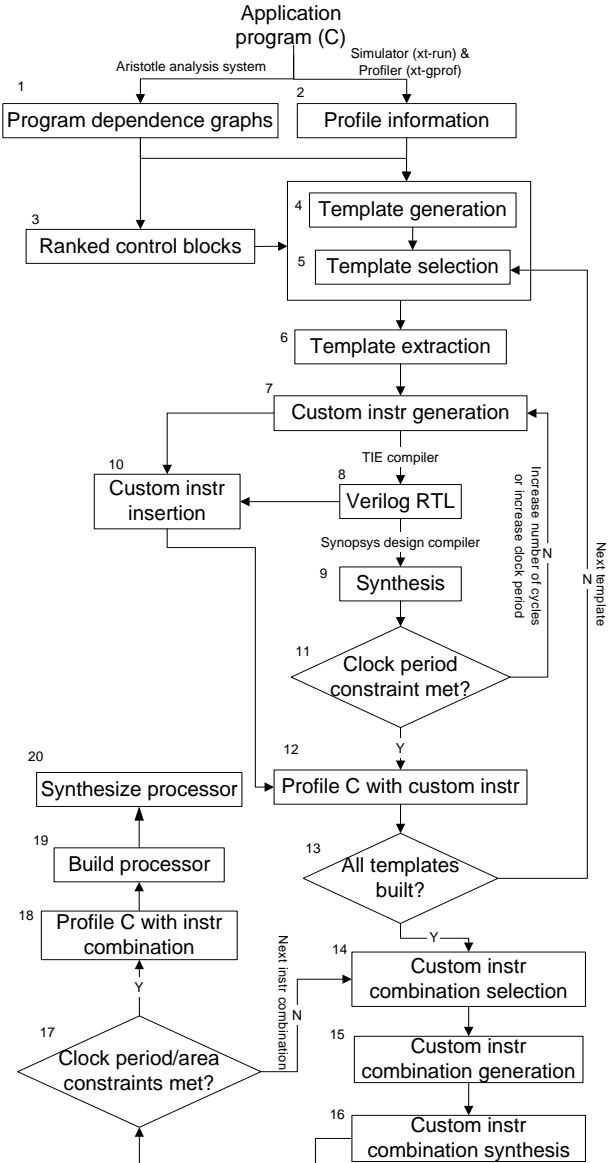 Application
program (C)
Aristotle analysis system
Simulator (xt-run) &
Profiler (xt-gprof)
1
Program dependence graphs
2
Profile information
3
Ranked control blocks
4
Template generation
5
Template selection
6
Template extraction
7
Custom instr generation
TIE compiler
8
Verilog RTL
10
Custom instr
insertion
Synopsys design compiler
9
Synthesis
Increase number of cycles
or increase clock period
N
Next template
N
11
Clock period
constraint met?
Y
12
Profile C with custom instr
13
All templates
built?
Y
14
Custom instr
combination selection
15
Custom instr
combination generation
16
Custom instr
combination synthesis
17
Clock period/area
constraints met?
Next instr combination
N
Y
18
Profile C with instr
combination
19
Build processor
20
Synthesize processor